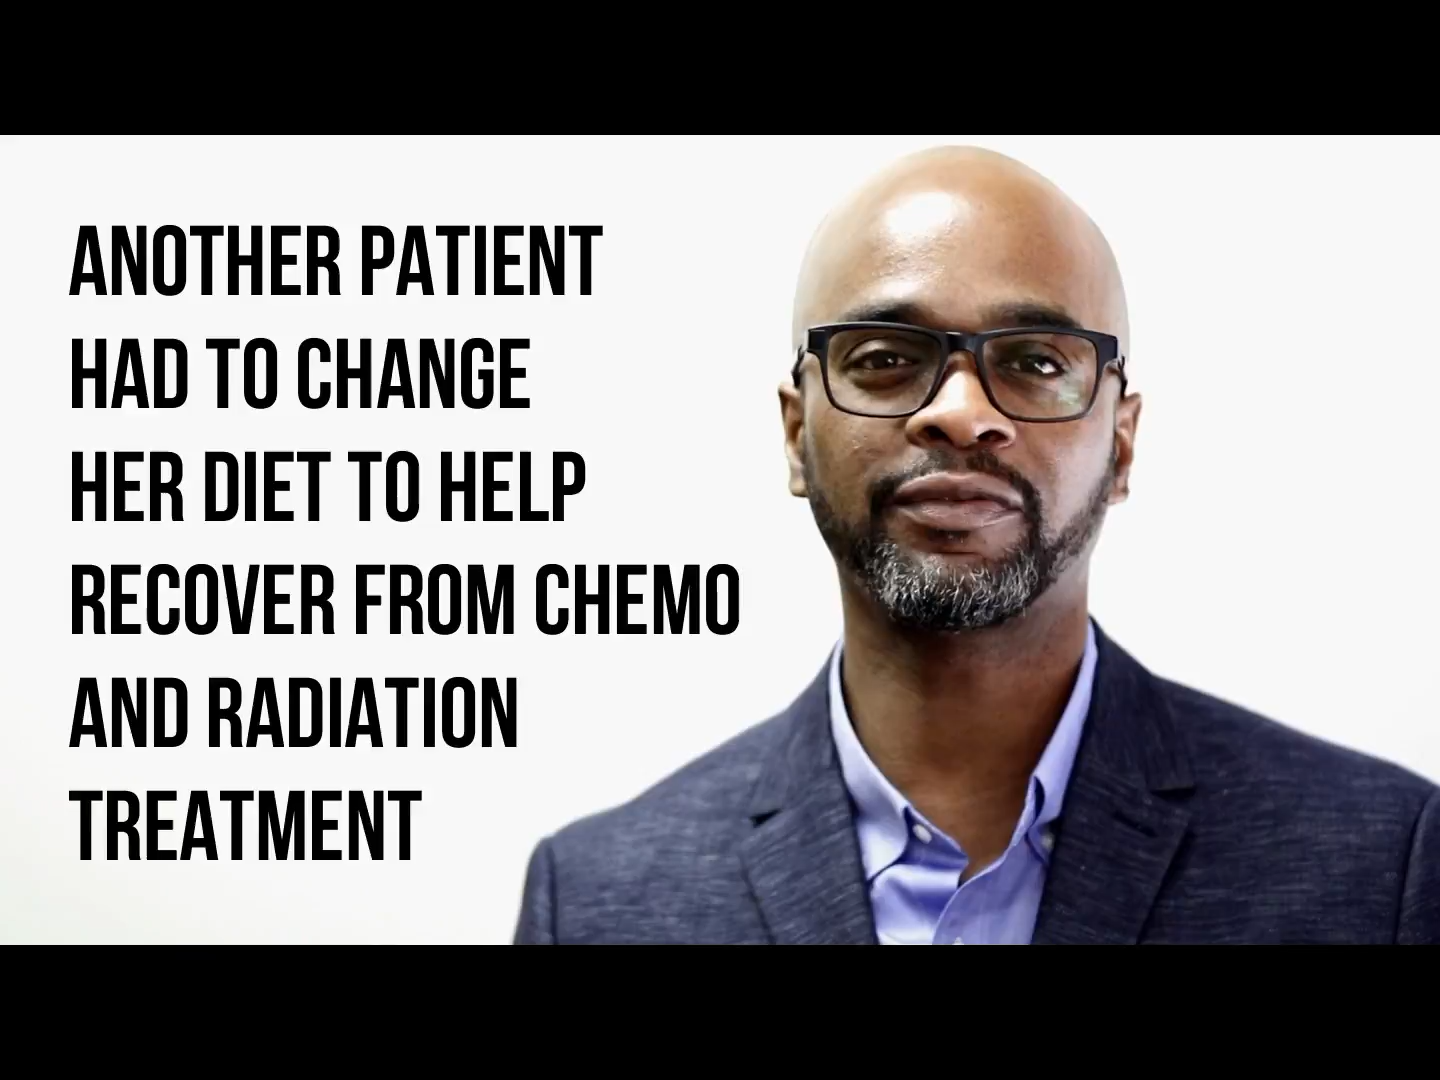 ANOTHER PATIENT
HAD TO CHANGE
HER DIET TO HELP
RECOVER FROM CHEMO
AND RADIATION
TREATMENT